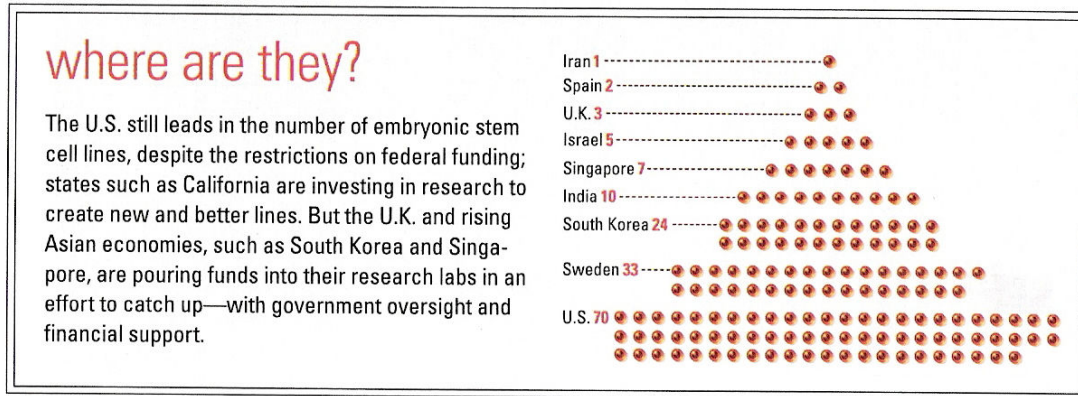 where are they?
The U.S. still leads in the number of embryonic stem
cell lines, despite the restrictions on federal funding;
states such as California are investing in research to
create new and better lines. But the U.K. and rising
Asian economies, such as South Korea and Singa-
pore, are pouring funds into their research labs in an
effort to catch up—with government oversight and
financial support.
Iran 1
Spain 2
U.K. 3
Israel 5
Singapore 7
India 10
South Korea 24
Sweden 33
U.S. 70